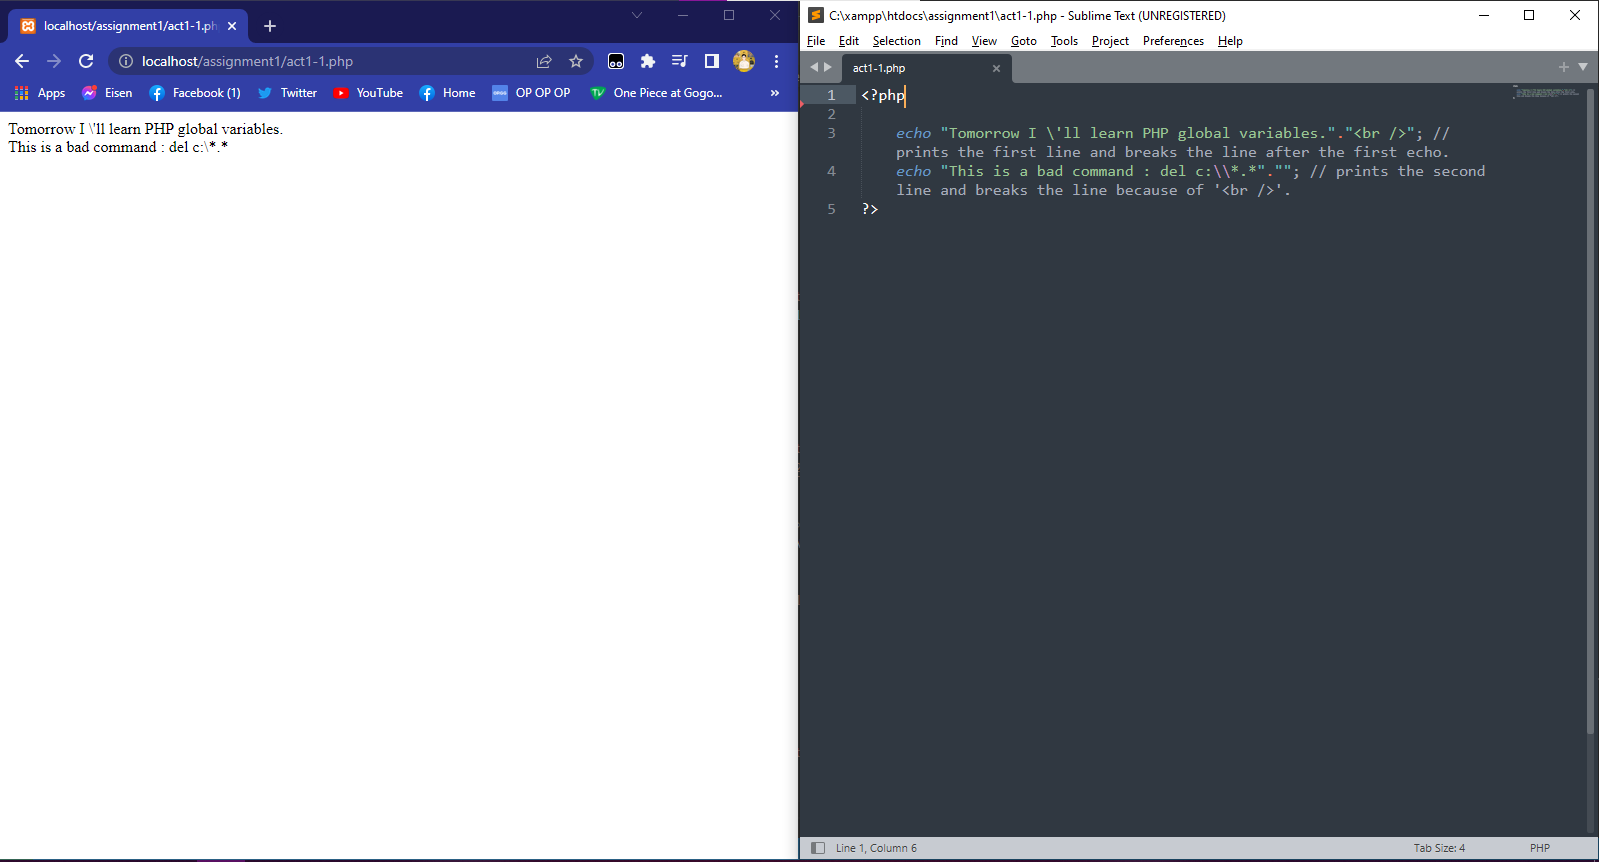 localhost/assignment1/act1-1.ph
localhost/assignment1/act1-1.php
Apps
Eisen
Facebook (1)
Twitter
YouTube
Home
OP OP OP
One Piece at Gogo...
»
Tomorrow I \'ll learn PHP global variables.
This is a bad command : del c:\*.*
C:\xampp\htdocs\assignment1\act1-1.php - Sublime Text (UNREGISTERED)
File Edit Selection Find View Goto Tools Project Preferences Help
act1-1.php
1 <?php
2
3 echo "Tomorrow I \'ll learn PHP global variables."."<br />"; //
prints the first line and breaks the line after the first echo.
4 echo "This is a bad command : del c:\\*.*".""; // prints the second
line and breaks the line because of '<br />'.
5 ?>
Line 1, Column 6
Tab Size: 4
PHP